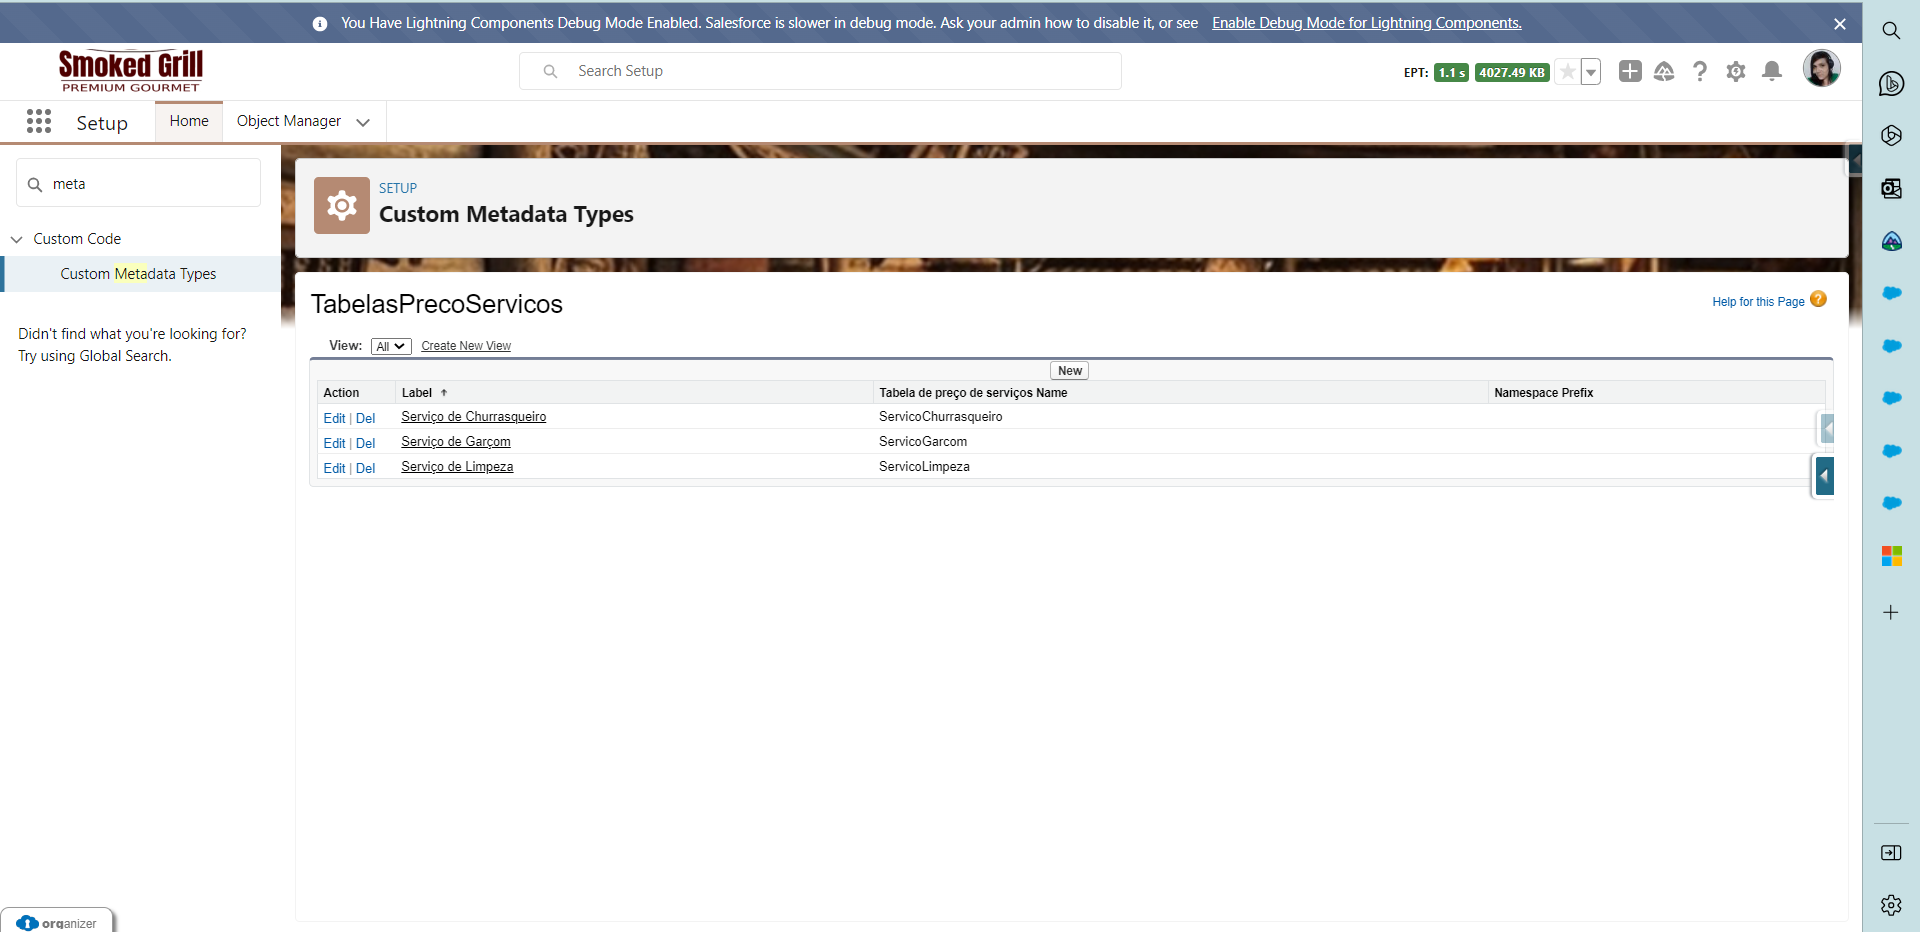 You Have Lightning Components Debug Mode Enabled. Salesforce is slower in debug mode. Ask your admin how to disable it, or see Enable Debug Mode for Lightning Components.
Smoked Grill
PREMIUM GOURMET
Search Setup
EPT: 1.1 s 4027.49 KB
Setup
Home
Object Manager
meta
Custom Code
Custom Metadata Types
Didn't find what you're looking for?
Try using Global Search.
SETUP
Custom Metadata Types
TabelasPrecoServicos
Help for this Page ?
View: All Create New View
New
Action Label Tabela de preço de serviços Name Namespace Prefix
Edit | Del Serviço de Churrasqueiro ServicoChurrasqueiro
Edit | Del Serviço de Garçom ServicoGarcom
Edit | Del Serviço de Limpeza ServicoLimpeza
organizer